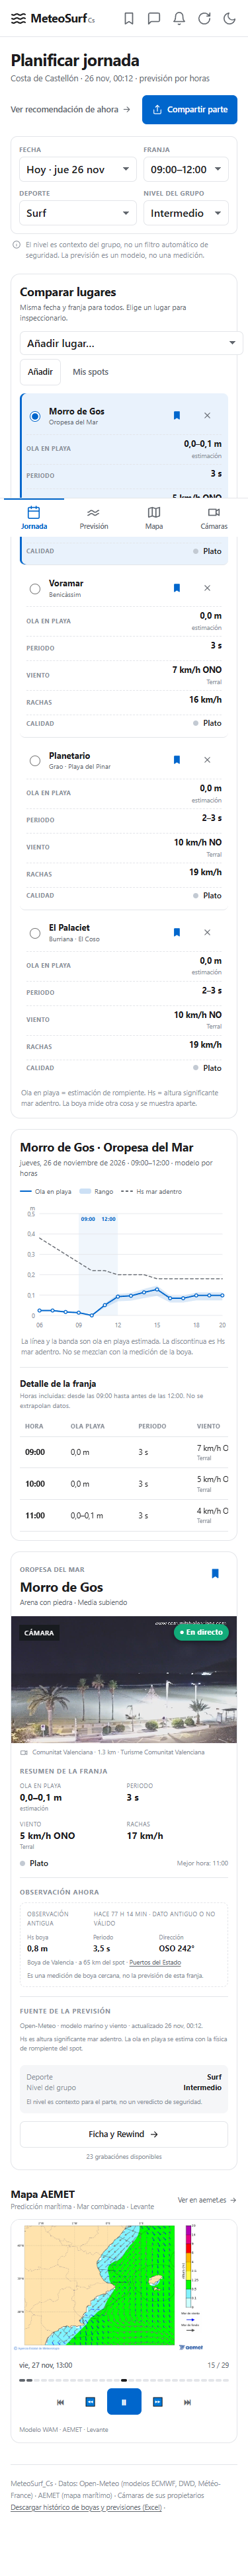 MeteoSurf Cs
Planificar jornada
Costa de Castellón · 26 nov, 00:12 · previsión por horas
Ver recomendación de ahora →
Compartir parte
FECHA
FRANJA
Hoy · jue 26 nov
09:00–12:00
DEPORTE
NIVEL DEL GRUPO
Surf
Intermedio
El nivel es contexto del grupo, no un filtro automático de
seguridad. La previsión es un modelo, no una medición.
Comparar lugares
Misma fecha y franja para todos. Elige un lugar para
inspeccionarlo.
Añadir lugar...
Añadir
Mis spots
Morro de Gos
Oropesa del Mar
OLA EN PLAYA
0,0–0,1 m
estimación
PERIODO
3 s
Jornada
Previsión
Mapa
Cámaras
CALIDAD
Plato
Voramar
Benicàssim
OLA EN PLAYA
0,0 m
estimación
PERIODO
3 s
VIENTO
7 km/h ONO
Terral
RACHAS
16 km/h
CALIDAD
Plato
Planetario
Grao · Playa del Pinar
OLA EN PLAYA
0,0 m
estimación
PERIODO
2–3 s
VIENTO
10 km/h NO
Terral
RACHAS
19 km/h
CALIDAD
Plato
El Palaciet
Burriana · El Coso
OLA EN PLAYA
0,0 m
estimación
PERIODO
2–3 s
VIENTO
10 km/h NO
Terral
RACHAS
19 km/h
CALIDAD
Plato
Ola en playa = estimación de rompiente. Hs = altura significante
mar adentro. La boya mide otra cosa y se muestra aparte.
Morro de Gos · Oropesa del Mar
jueves, 26 de noviembre de 2026 · 09:00–12:00 · modelo por
horas
Ola en playa
Rango
Hs mar adentro
m
0,5
09:00 12:00
0,4
0,3
0,2
0,1
0
06 09 12 15 18 20
La línea y la banda son ola en playa estimada. La discontinua es Hs
mar adentro. No se mezclan con la medición de la boya.
Detalle de la franja
Horas incluidas: desde las 09:00 hasta antes de las 12:00. No se
extrapolan datos.
HORA OLA PLAYA PERIODO VIENTO
09:00 0,0 m 3 s 7 km/h O
Terral
10:00 0,0 m 3 s 5 km/h O
Terral
11:00 0,0–0,1 m 3 s 4 km/h O
Terral
OROPESA DEL MAR
Morro de Gos
Arena con piedra · Media subiendo
CÁMARA
En directo
Comunitat Valenciana · 1,3 km · Turisme Comunitat Valenciana
RESUMEN DE LA FRANJA
OLA EN PLAYA
PERIODO
0,0–0,1 m
3 s
estimación
VIENTO
RACHAS
5 km/h ONO
17 km/h
Terral
Plato
Mejor hora: 11:00
OBSERVACIÓN AHORA
OBSERVACIÓN
ANTIGUA
HACE 77 H 14 MIN · DATO ANTIGUO O NO
VÁLIDO
Hs boya
Periodo
Dirección
0,8 m
3,5 s
OSO 242°
Boya de Valencia · a 65 km del spot · Puertos del Estado
Es una medición de boya cercana, no la previsión de esta franja.
FUENTE DE LA PREVISIÓN
Open-Meteo · modelo marino y viento · actualizado 26 nov, 00:12.
Hs es altura significante mar adentro. La ola en playa se estima con la física
de rompiente del spot.
Deporte
Surf
Nivel del grupo
Intermedio
El nivel es contexto para el parte, no un veredicto de seguridad.
Ficha y Rewind →
23 grabaciones disponibles
Mapa AEMET
Predicción marítima · Mar combinada · Levante
Ver en aemet.es →
aemet
vie, 27 nov, 13:00
15 / 29
Modelo WAM · AEMET · Levante
MeteoSurf_Cs · Datos: Open-Meteo (modelos ECMWF, DWD, Météo-
France) · AEMET (mapa marítimo) · Cámaras de sus propietarios
Descargar histórico de boyas y previsiones (Excel) ·